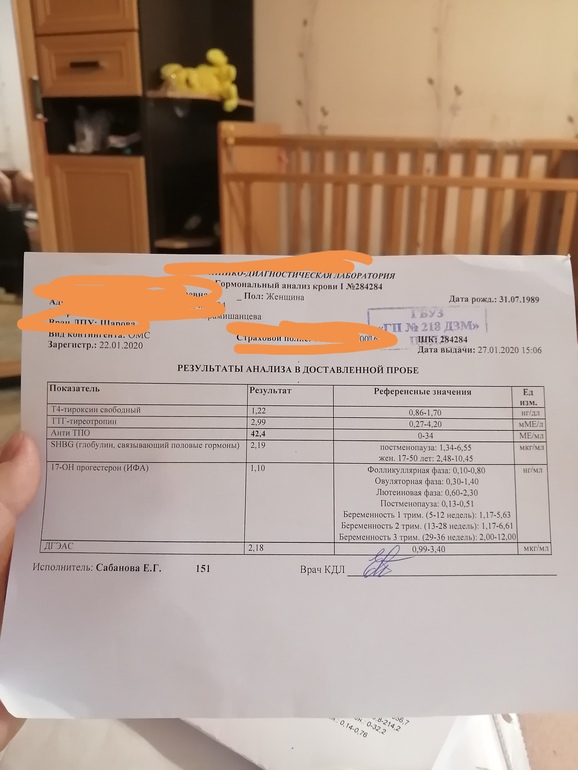 ДИАГНОСТИЧЕСКАЯ ЛАБОРАТОРИЯ
Гормональный анализ крови I №284284
Пол: Женщина Дата рожд.: 31.07.1989
Врач ЛПУ: Шарова
ГБУЗ
«ГП № 218 ДЗМ»
Вид контингента: ОМС Страховой ШК: 284284
Зарегистр.: 22.01.2020 Дата выдачи: 27.01.2020 15:06
РЕЗУЛЬТАТЫ АНАЛИЗА В ДОСТАВЛЕННОЙ ПРОБЕ
Показатель Результат Референсные значения Ед изм.
Т4-тироксин свободный 1,22 0,86-1,70 нг/дл
ТТГ-тиреотропин 2,99 0,27-4,20 мМЕ/л
Анти ТПО 42,4 0-34 МЕ/мл
SHBG (глобулин, связывающий половые гормоны) 2,19 постменопауза: 1,34-6,55 мкг/мл
жен. 17-50 лет: 2,48-10,45
17-ОН прогестерон (ИФА) 1,10 Фолликулярная фаза: 0,10-0,80 нг/мл
Овуляторная фаза: 0,30-1,40
Лютеиновая фаза: 0,60-2,30
Постменопауза: 0,13-0,51
Беременность 1 трим. (5-12 недель): 1,17-5,63
Беременность 2 трим. (13-28 недель): 1,17-6,61
Беременность 3 трим. (29-36 недель): 2,00-12,00
ДГЭАС 2,18 0,99-3,40 мкг/мл
Исполнитель: Сабанова Е.Г. 151 Врач КДЛ
0-32,2
0,14-0,76